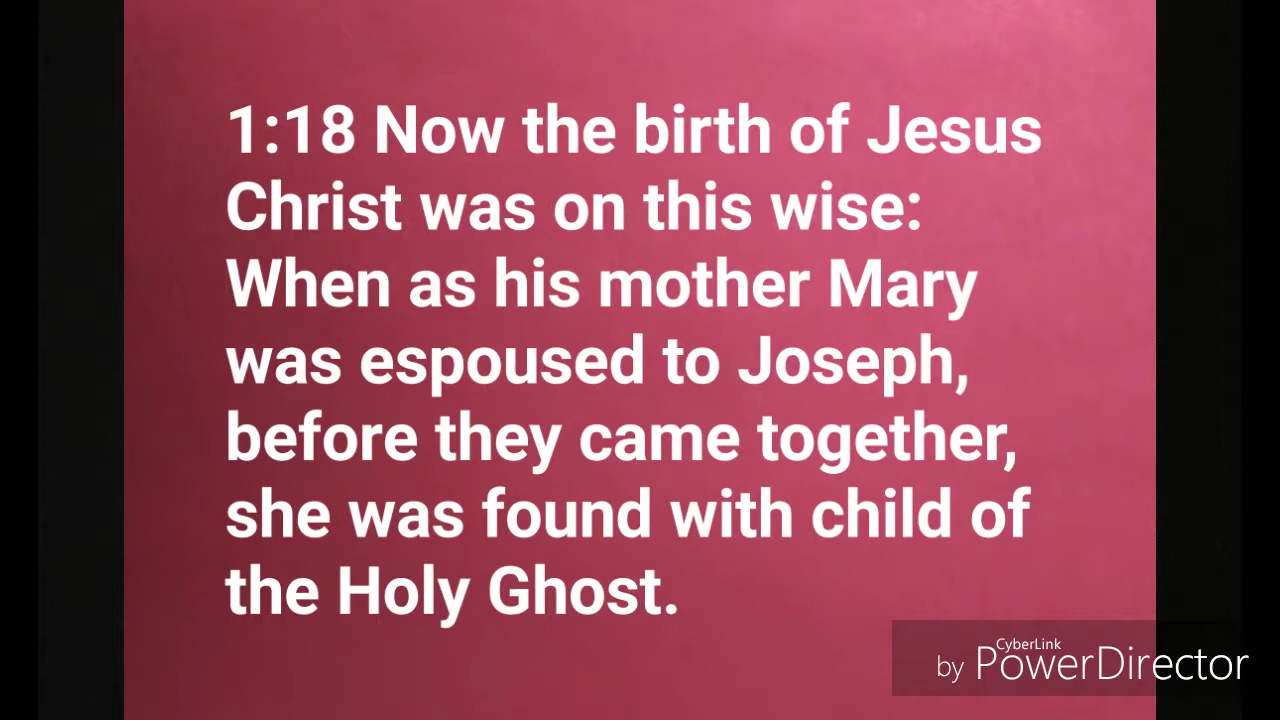 1:18 Now the birth of Jesus
Christ was on this wise:
When as his mother Mary
was espoused to Joseph,
before they came together,
she was found with child of
the Holy Ghost.
CyberLink
by PowerDirector